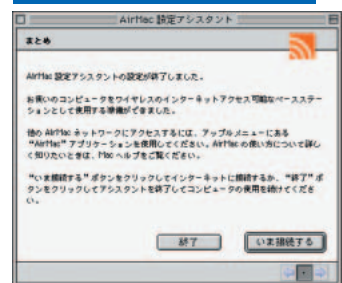 AirMac 設定アシスタント
まとめ
AirMac 設定アシスタントの設定が終了しました。
お使いのコンピュータをワイヤレスのインターネットアクセス可能なベースステー
ションとして使用する準備ができました。
他の AirMac ネットワークにアクセスするには、アップルメニューにある
“AirMac” アプリケーションを使用してください。AirMac の使い方について詳し
く知りたいときは、Mac ヘルプをご覧ください。
“いま接続する” ボタンをクリックしてインターネットに接続するか、“終了” ボ
タンをクリックしてアシスタントを終了してコンピュータの使用を続けてくださ
い。
終了
いま接続する